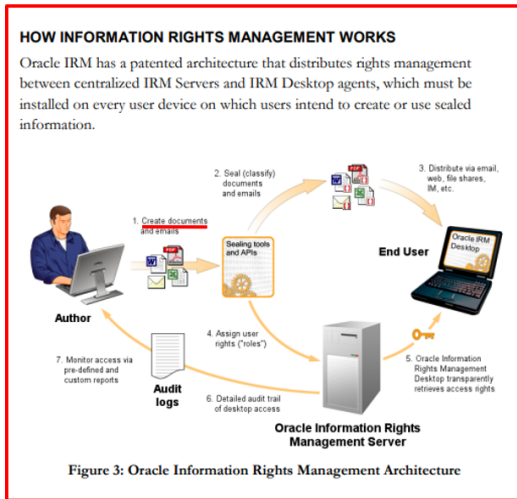 HOW INFORMATION RIGHTS MANAGEMENT WORKS
Oracle IRM has a patented architecture that distributes rights management
between centralized IRM Servers and IRM Desktop agents, which must be
installed on every user device on which users intend to create or use sealed
information.
1. Create documents
and emails
2. Seal (classify)
documents
and emails
3. Distribute via email,
web, file shares,
IM, etc.
Sealing tools
and APIs
End User
Oracle IRM
Desktop
Author
4. Assign user
rights ("roles")
5. Oracle Information
Rights Management
Desktop transparently
retrieves access rights
7. Monitor access via
pre-defined and
custom reports
Audit
logs
6. Detailed audit trail
of desktop access
Oracle Information Rights
Management Server
Figure 3: Oracle Information Rights Management Architecture